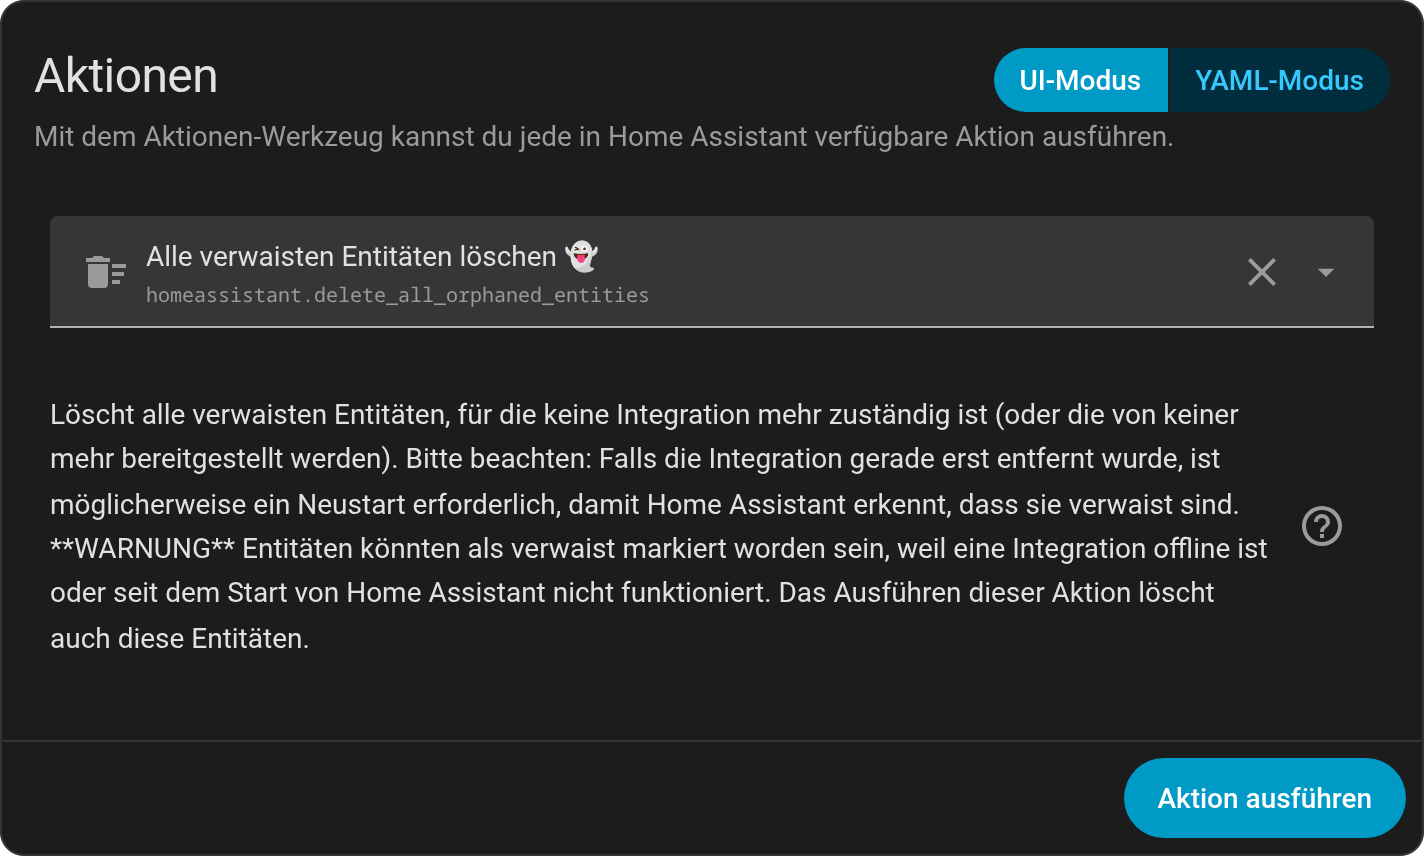 Aktionen
UI-Modus
YAML-Modus
Mit dem Aktionen-Werkzeug kannst du jede in Home Assistant verfügbare Aktion ausführen.
Alle verwaisten Entitäten löschen 👻
homeassistant.delete_all_orphaned_entities
Löscht alle verwaisten Entitäten, für die keine Integration mehr zuständig ist (oder die von keiner
mehr bereitgestellt werden). Bitte beachten: Falls die Integration gerade erst entfernt wurde, ist
möglicherweise ein Neustart erforderlich, damit Home Assistant erkennt, dass sie verwaist sind.
**WARNUNG** Entitäten könnten als verwaist markiert worden sein, weil eine Integration offline ist
oder seit dem Start von Home Assistant nicht funktioniert. Das Ausführen dieser Aktion löscht
auch diese Entitäten.
Aktion ausführen